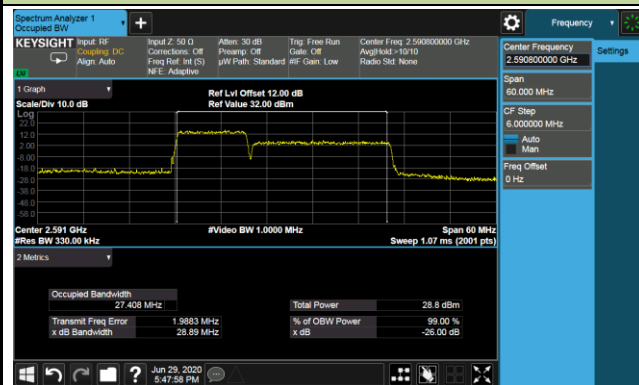 Spectrum Analyzer 1
Occupied BW
KEYSIGHT
Input: RF
Coupling: DC
Align: Auto
Input Z: 50 Ω
Corrections: Off
Freq Ref: Int (S)
NFE: Adaptive
Atten: 30 dB
Preamp: Off
µW Path: Standard
Trig: Free Run
Gate: Off
#IF Gain: Low
Center Freq: 2.590800000 GHz
Avg|Hold:>10/10
Radio Std: None
LXI
Frequency
Center Frequency
2.590800000 GHz
Settings
Span
60.000 MHz
CF Step
6.000000 MHz
Auto
Man
Freq Offset
0 Hz
1 Graph
Scale/Div 10.0 dB
Ref Lvl Offset 12.00 dB
Ref Value 32.00 dBm
Log
22.0
12.0
2.00
-8.00
-18.0
-28.0
-38.0
-48.0
-58.0
Center 2.591 GHz
#Res BW 330.00 kHz
#Video BW 1.0000 MHz
Span 60 MHz
Sweep 1.07 ms (2001 pts)
2 Metrics
Occupied Bandwidth
27.408 MHz
Total Power 28.8 dBm
Transmit Freq Error 1.9883 MHz
% of OBW Power 99.00 %
x dB Bandwidth 28.89 MHz
x dB -26.00 dB
?
Jun 29, 2020
5:47:58 PM